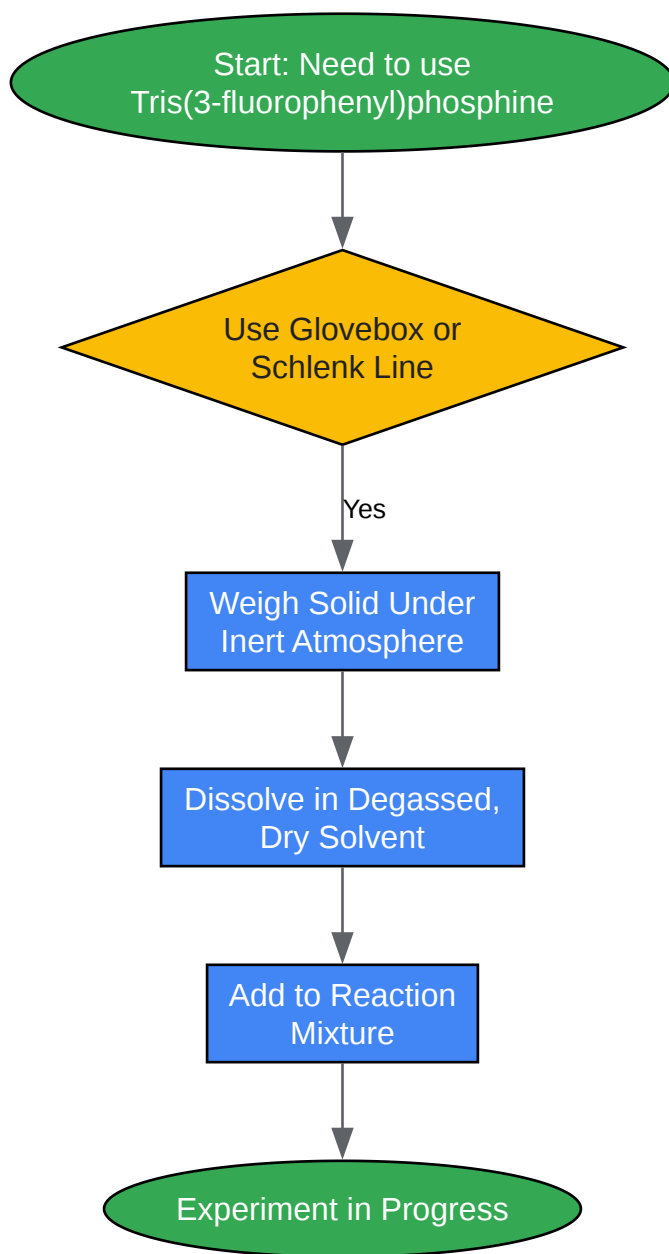 Start: Need to use
Tris(3-fluorophenyl)phosphine
Use Glovebox or
Schlenk Line
Yes
Weigh Solid Under
Inert Atmosphere
Dissolve in Degassed,
Dry Solvent
Add to Reaction
Mixture
Experiment in Progress